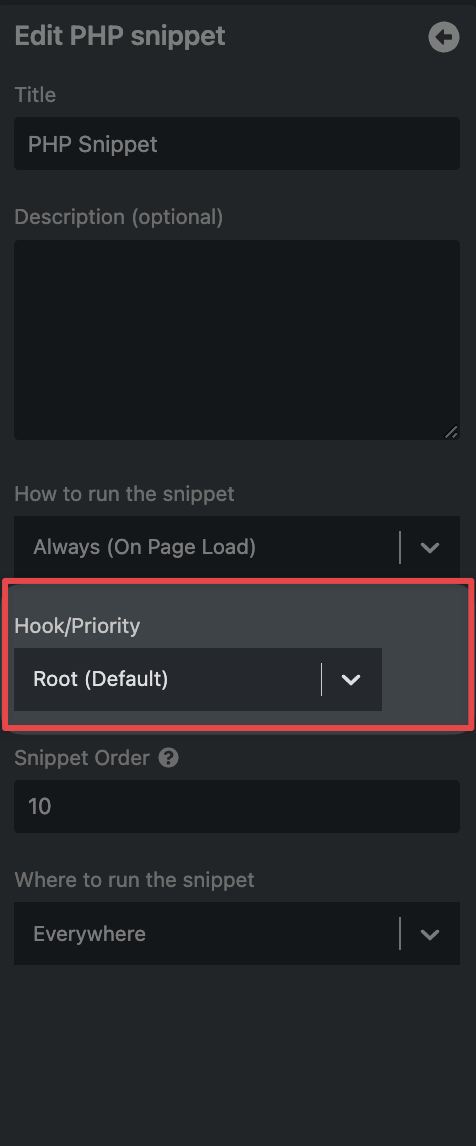 Edit PHP snippet
Title
PHP Snippet
Description (optional)
How to run the snippet
Always (On Page Load)
Hook/Priority
Root (Default)
Snippet Order ?
10
Where to run the snippet
Everywhere